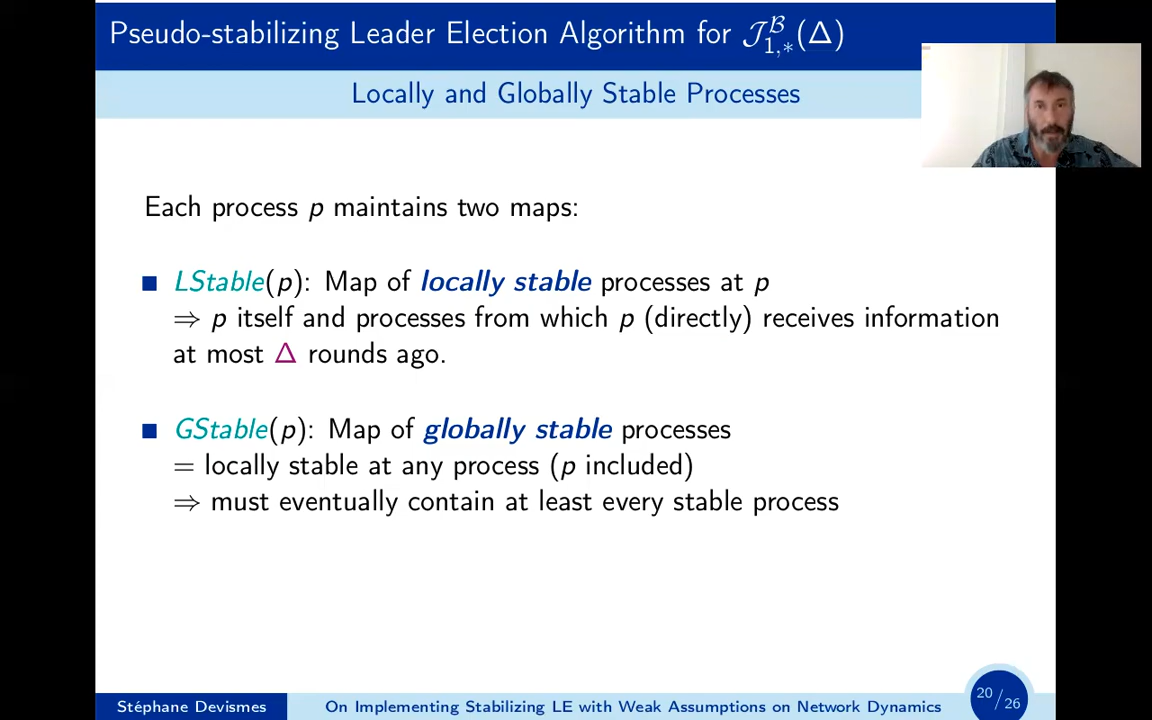 Pseudo-stabilizing Leader Election Algorithm for 𝒥^ℬ_{1,*}(Δ)
Locally and Globally Stable Processes
Each process p maintains two maps:
■ LStable(p): Map of locally stable processes at p
⇒ p itself and processes from which p (directly) receives information
at most Δ rounds ago.
■ GStable(p): Map of globally stable processes
= locally stable at any process (p included)
⇒ must eventually contain at least every stable process
Stéphane Devismes
On Implementing Stabilizing LE with Weak Assumptions on Network Dynamics
20/26